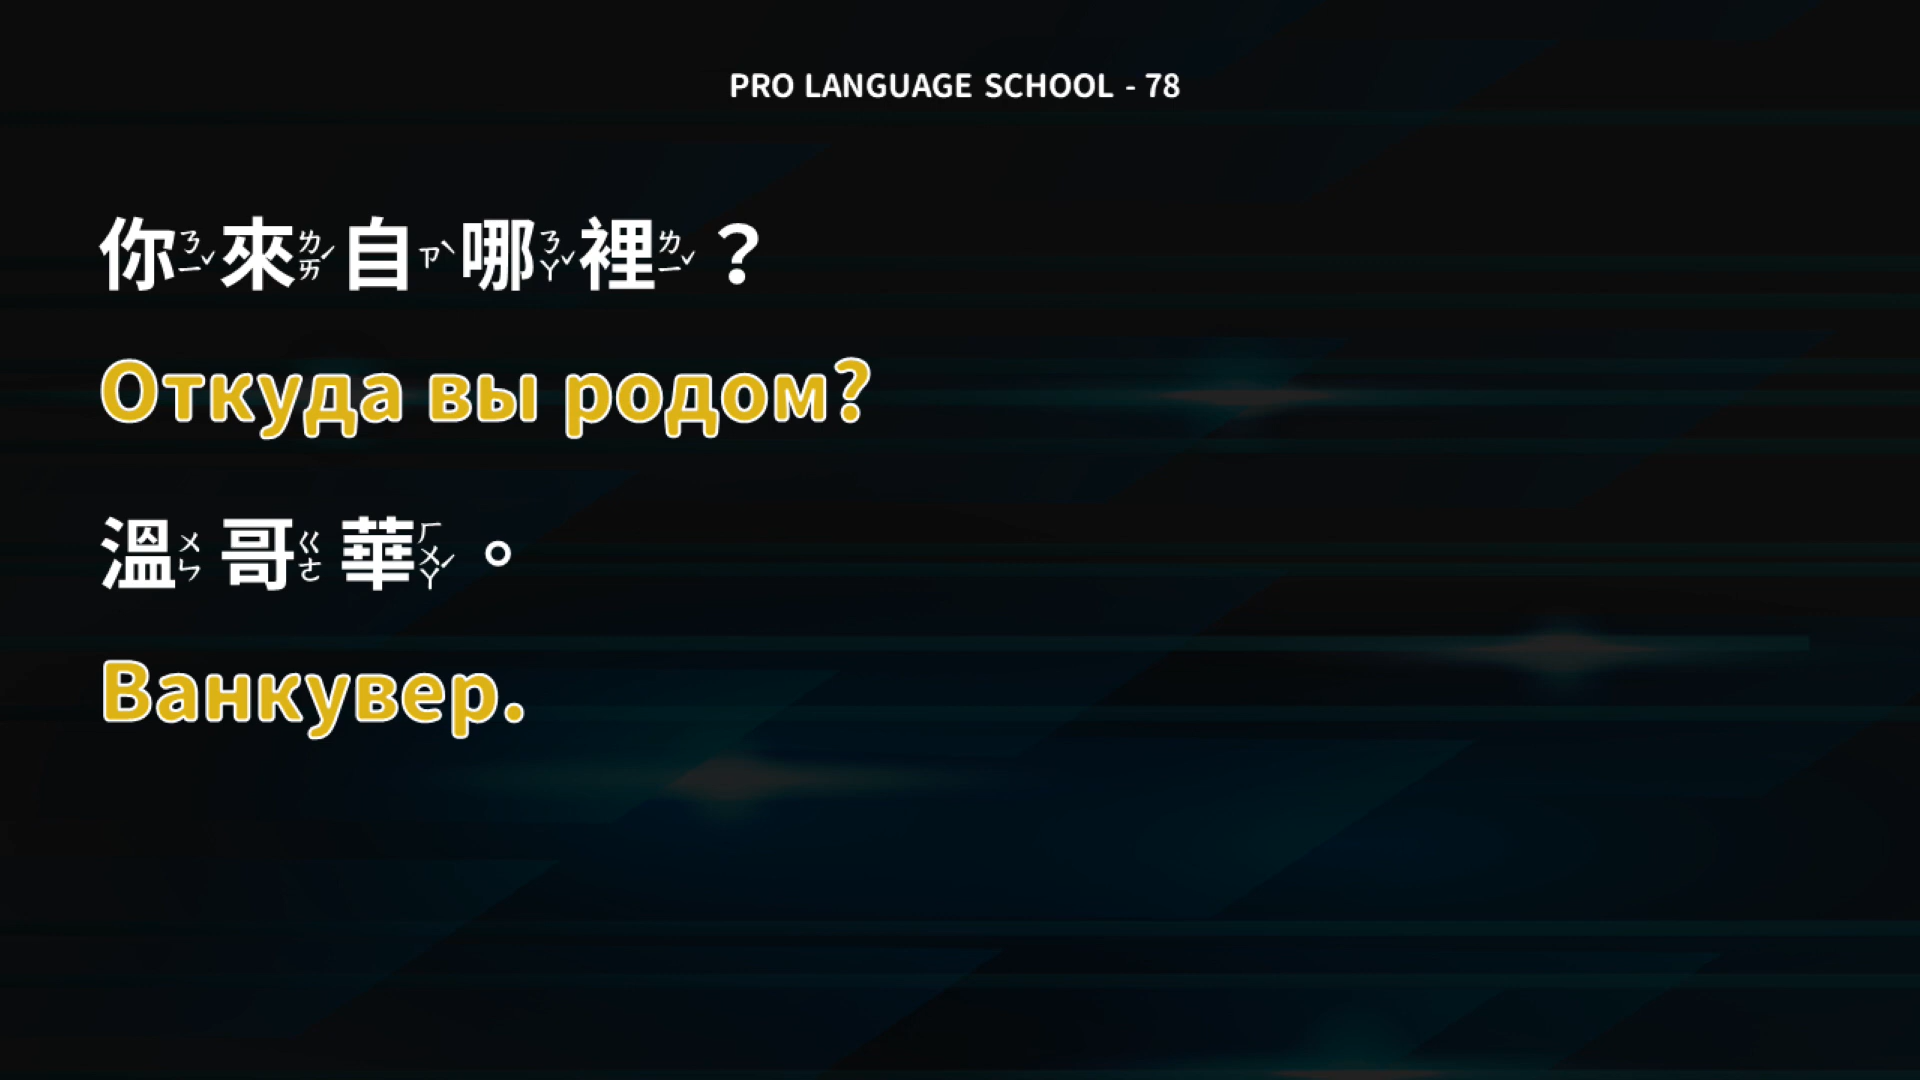 PRO LANGUAGE SCHOOL - 78
你ㄋㄧˇ來ㄌㄞˊ自ㄗˋ哪ㄋㄚˇ裡ㄌㄧˇ？
Откуда вы родом?
溫ㄨㄣ哥ㄍㄜ華ㄏㄨㄚˊ。
Ванкувер.